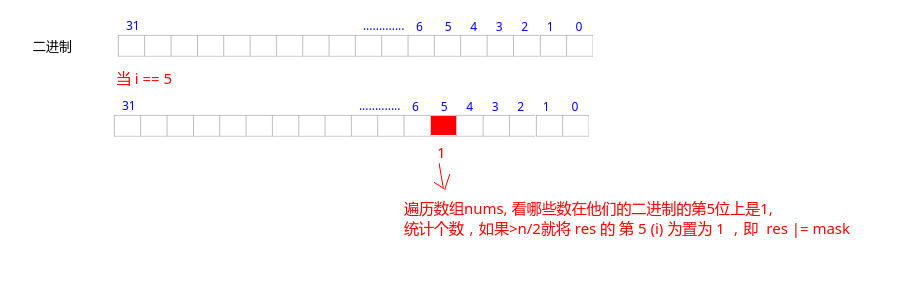 31 ............. 6 5 4 3 2 1 0
二进制
当 i == 5
31 ............. 6 5 4 3 2 1 0
1
遍历数组nums, 看哪些数在他们的二进制的第5位上是1,
统计个数，如果>n/2就将 res 的 第 5 (i) 为置为 1 ，即 res |= mask